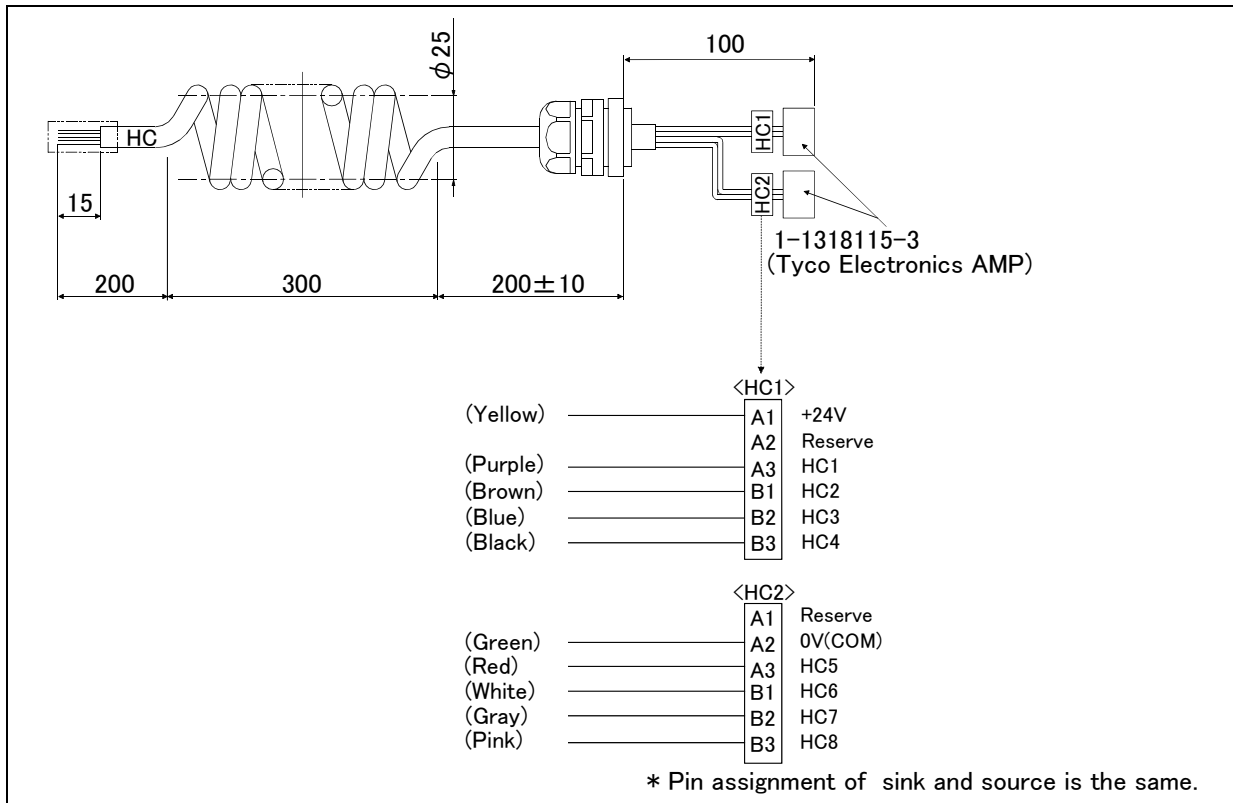 φ25
100
HC
HC1
HC2
15
1-1318115-3
(Tyco Electronics AMP)
200
300
200±10
<HC1>
(Yellow) A1 +24V
A2 Reserve
(Purple) A3 HC1
(Brown) B1 HC2
(Blue) B2 HC3
(Black) B3 HC4
<HC2>
A1 Reserve
(Green) A2 0V(COM)
(Red) A3 HC5
(White) B1 HC6
(Gray) B2 HC7
(Pink) B3 HC8
* Pin assignment of sink and source is the same.